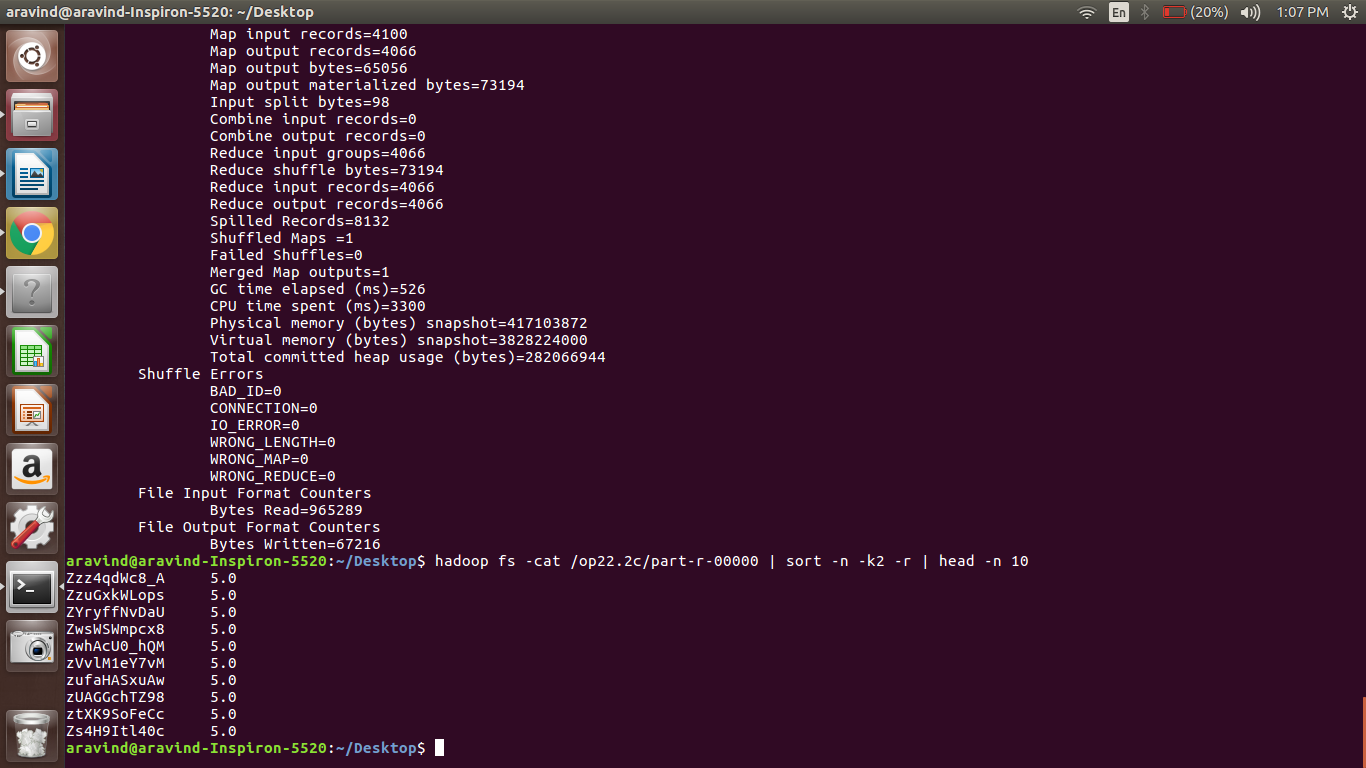 aravind@aravind-Inspiron-5520: ~/Desktop
En
(20%)
1:07 PM
Map input records=4100
Map output records=4066
Map output bytes=65056
Map output materialized bytes=73194
Input split bytes=98
Combine input records=0
Combine output records=0
Reduce input groups=4066
Reduce shuffle bytes=73194
Reduce input records=4066
Reduce output records=4066
Spilled Records=8132
Shuffled Maps =1
Failed Shuffles=0
Merged Map outputs=1
GC time elapsed (ms)=526
CPU time spent (ms)=3300
Physical memory (bytes) snapshot=417103872
Virtual memory (bytes) snapshot=3828224000
Total committed heap usage (bytes)=282066944
Shuffle Errors
BAD_ID=0
CONNECTION=0
IO_ERROR=0
WRONG_LENGTH=0
WRONG_MAP=0
WRONG_REDUCE=0
File Input Format Counters
Bytes Read=965289
File Output Format Counters
Bytes Written=67216
aravind@aravind-Inspiron-5520:~/Desktop$ hadoop fs -cat /op22.2c/part-r-00000 | sort -n -k2 -r | head -n 10
Zzz4qdWc8_A 5.0
ZzuGxkWLops 5.0
ZYryffNvDaU 5.0
ZwsWSWmpcx8 5.0
zwhAcU0_hQM 5.0
zVvlM1eY7vM 5.0
zufaHASxuAw 5.0
zUAGGchTZ98 5.0
ztXK9SoFeCc 5.0
Zs4H9Itl40c 5.0
aravind@aravind-Inspiron-5520:~/Desktop$